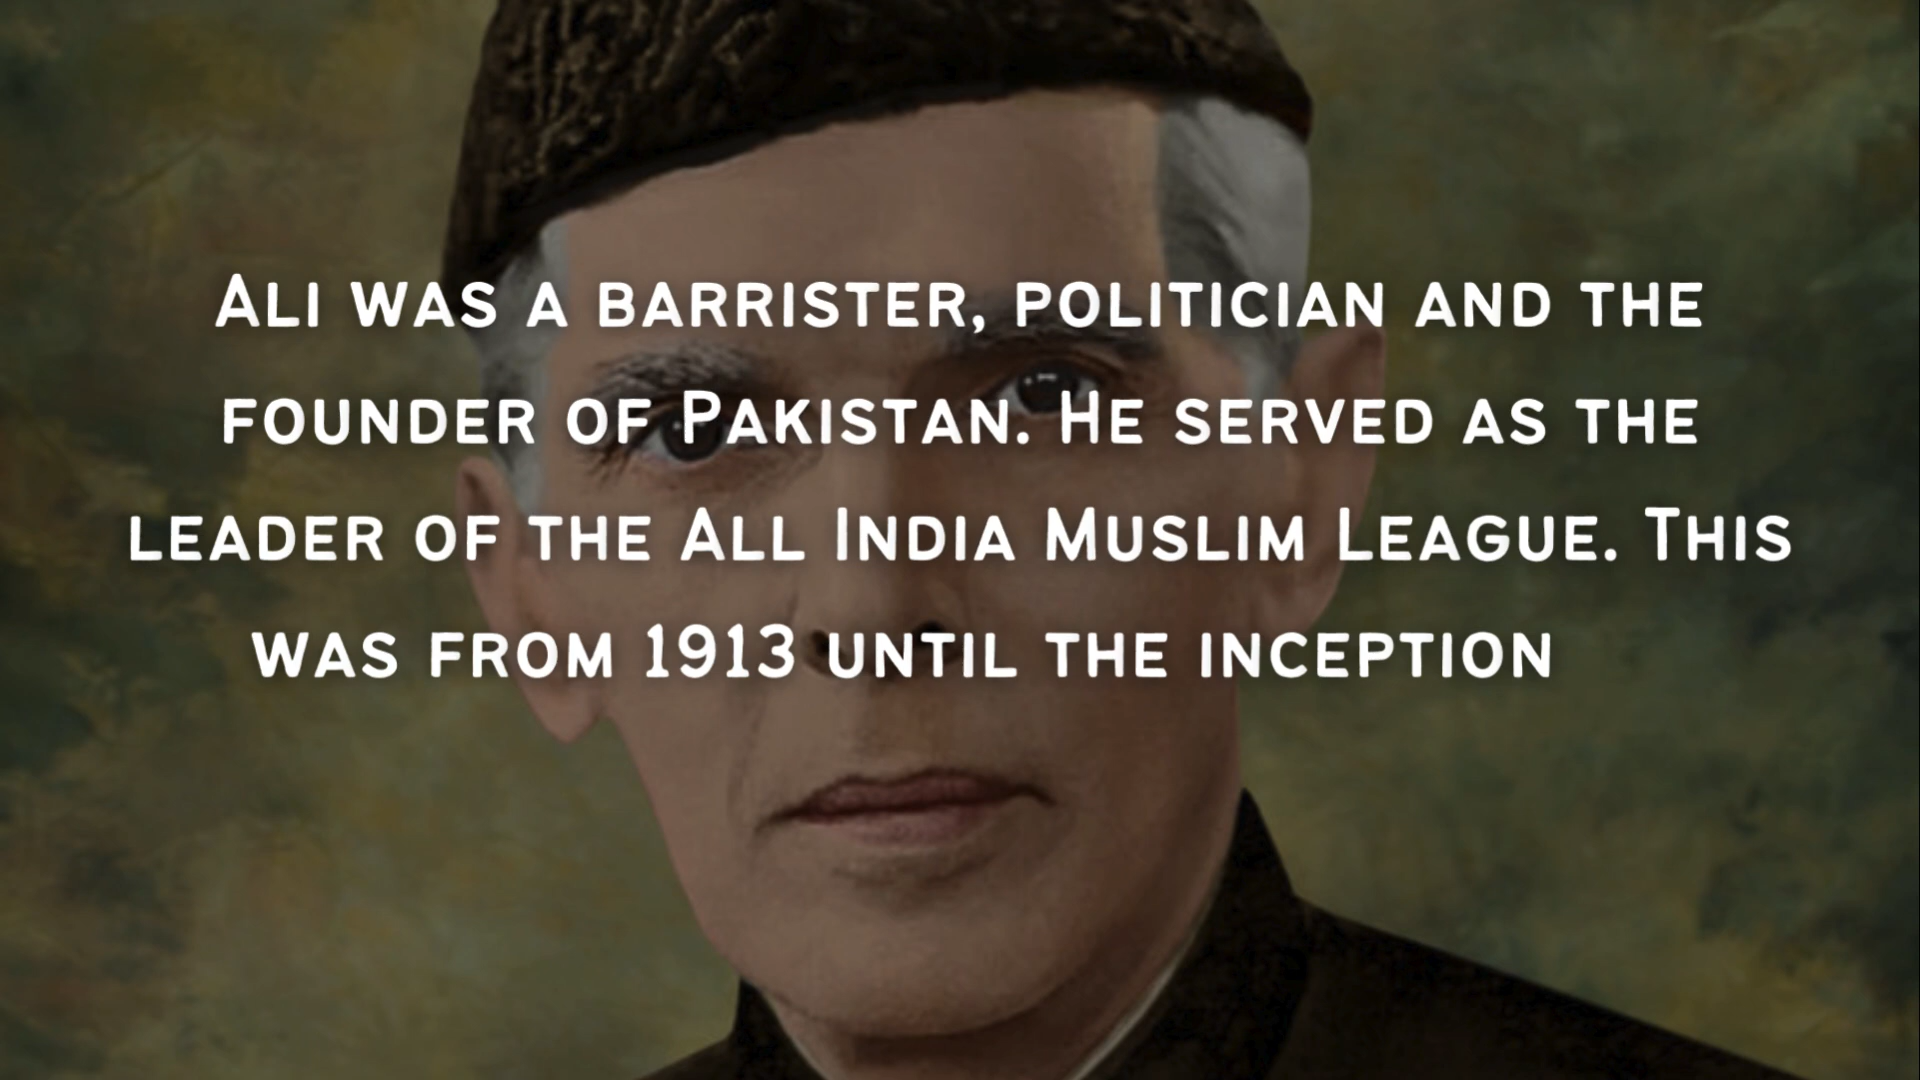 Ali was a barrister, politician and the
founder of Pakistan. He served as the
leader of the All India Muslim League. This
was from 1913 until the inception